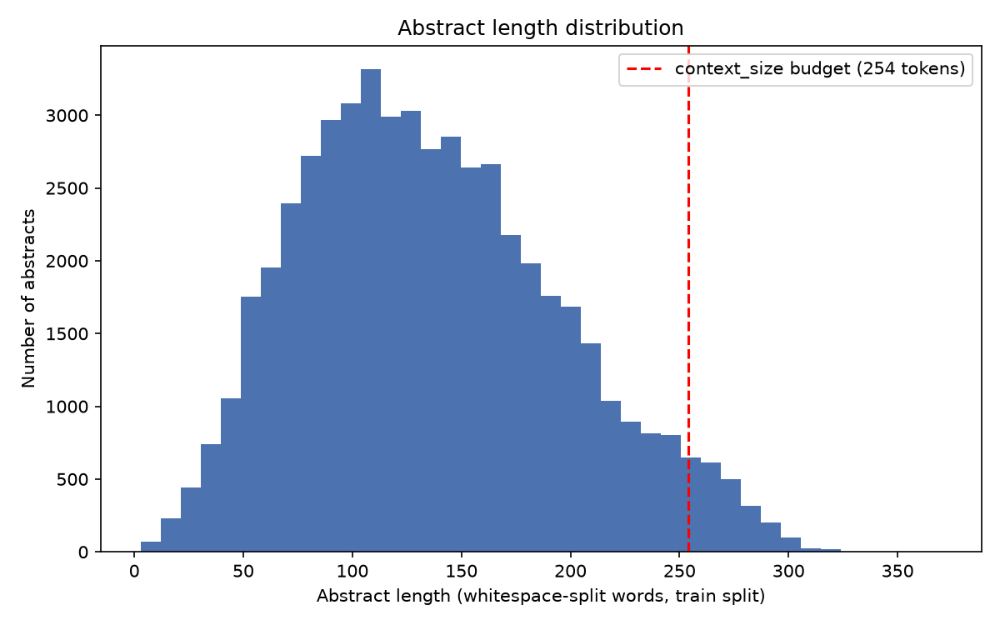 Abstract length distribution
context_size budget (254 tokens)
Number of abstracts
3000
2500
2000
1500
1000
500
0
0 50 100 150 200 250 300 350
Abstract length (whitespace-split words, train split)